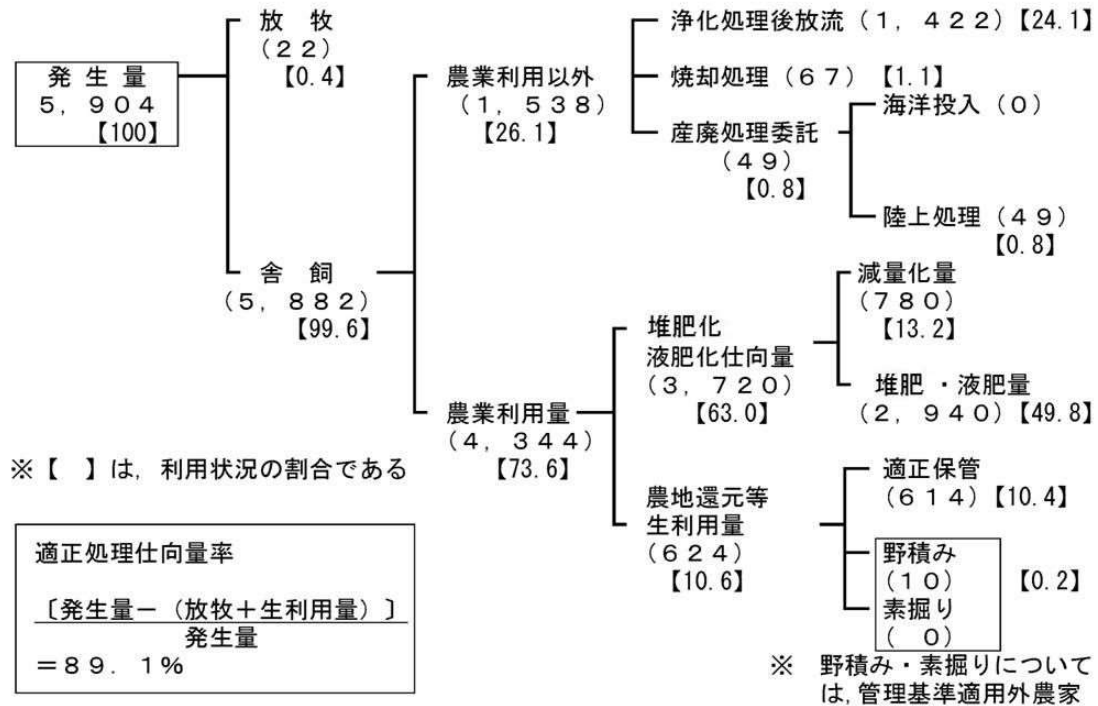 発生量
5,904
【100】
放牧
(22)
【0.4】
舎飼
(5,882)
【99.6】
農業利用以外
(1,538)
【26.1】
農業利用量
(4,344)
【73.6】
浄化処理後放流(1,422)【24.1】
焼却処理(67)【1.1】
産廃処理委託
(49)
【0.8】
海洋投入(0)
陸上処理(49)
【0.8】
堆肥化
液肥化仕向量
(3,720)
【63.0】
減量化量
(780)
【13.2】
堆肥・液肥量
(2,940)【49.8】
農地還元等
生利用量
(624)
【10.6】
適正保管
(614)【10.4】
野積み
(10)【0.2】
素掘り
( 0)
※ 野積み・素掘りについて
は,管理基準適用外農家
※【 】は,利用状況の割合である
適正処理仕向量率
〔発生量-(放牧+生利用量)〕
発生量
=89.1%